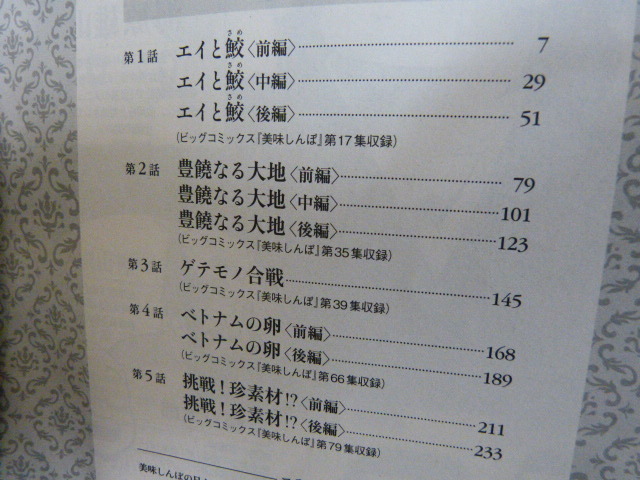 第1話 エイと鮫〈前編〉 7
エイと鮫〈中編〉 29
エイと鮫〈後編〉 51
(ビッグコミックス『美味しんぼ』第17集収録)
第2話 豊饒なる大地〈前編〉 79
豊饒なる大地〈中編〉 101
豊饒なる大地〈後編〉 123
(ビッグコミックス『美味しんぼ』第35集収録)
第3話 ゲテモノ合戦 145
(ビッグコミックス『美味しんぼ』第39集収録)
第4話 ベトナムの卵〈前編〉 168
ベトナムの卵〈後編〉 189
(ビッグコミックス『美味しんぼ』第66集収録)
第5話 挑戦!珍素材!?〈前編〉 211
挑戦!珍素材!?〈後編〉 233
(ビッグコミックス『美味しんぼ』第79集収録)
美味しんぼの